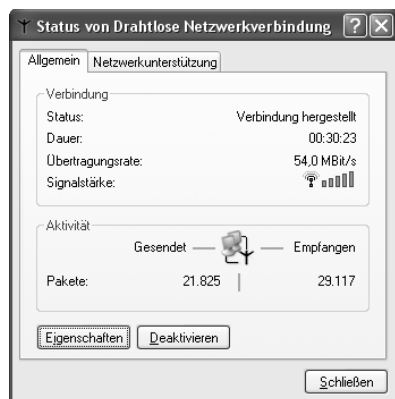 Status von Drahtlose Netzwerkverbindung
Allgemein Netzwerkunterstützung
Verbindung
Status: Verbindung hergestellt
Dauer: 00:30:23
Übertragungsrate: 54,0 MBit/s
Signalstärke:
Aktivität
Gesendet Empfangen
Pakete: 21.825 29.117
Eigenschaften Deaktivieren
Schließen